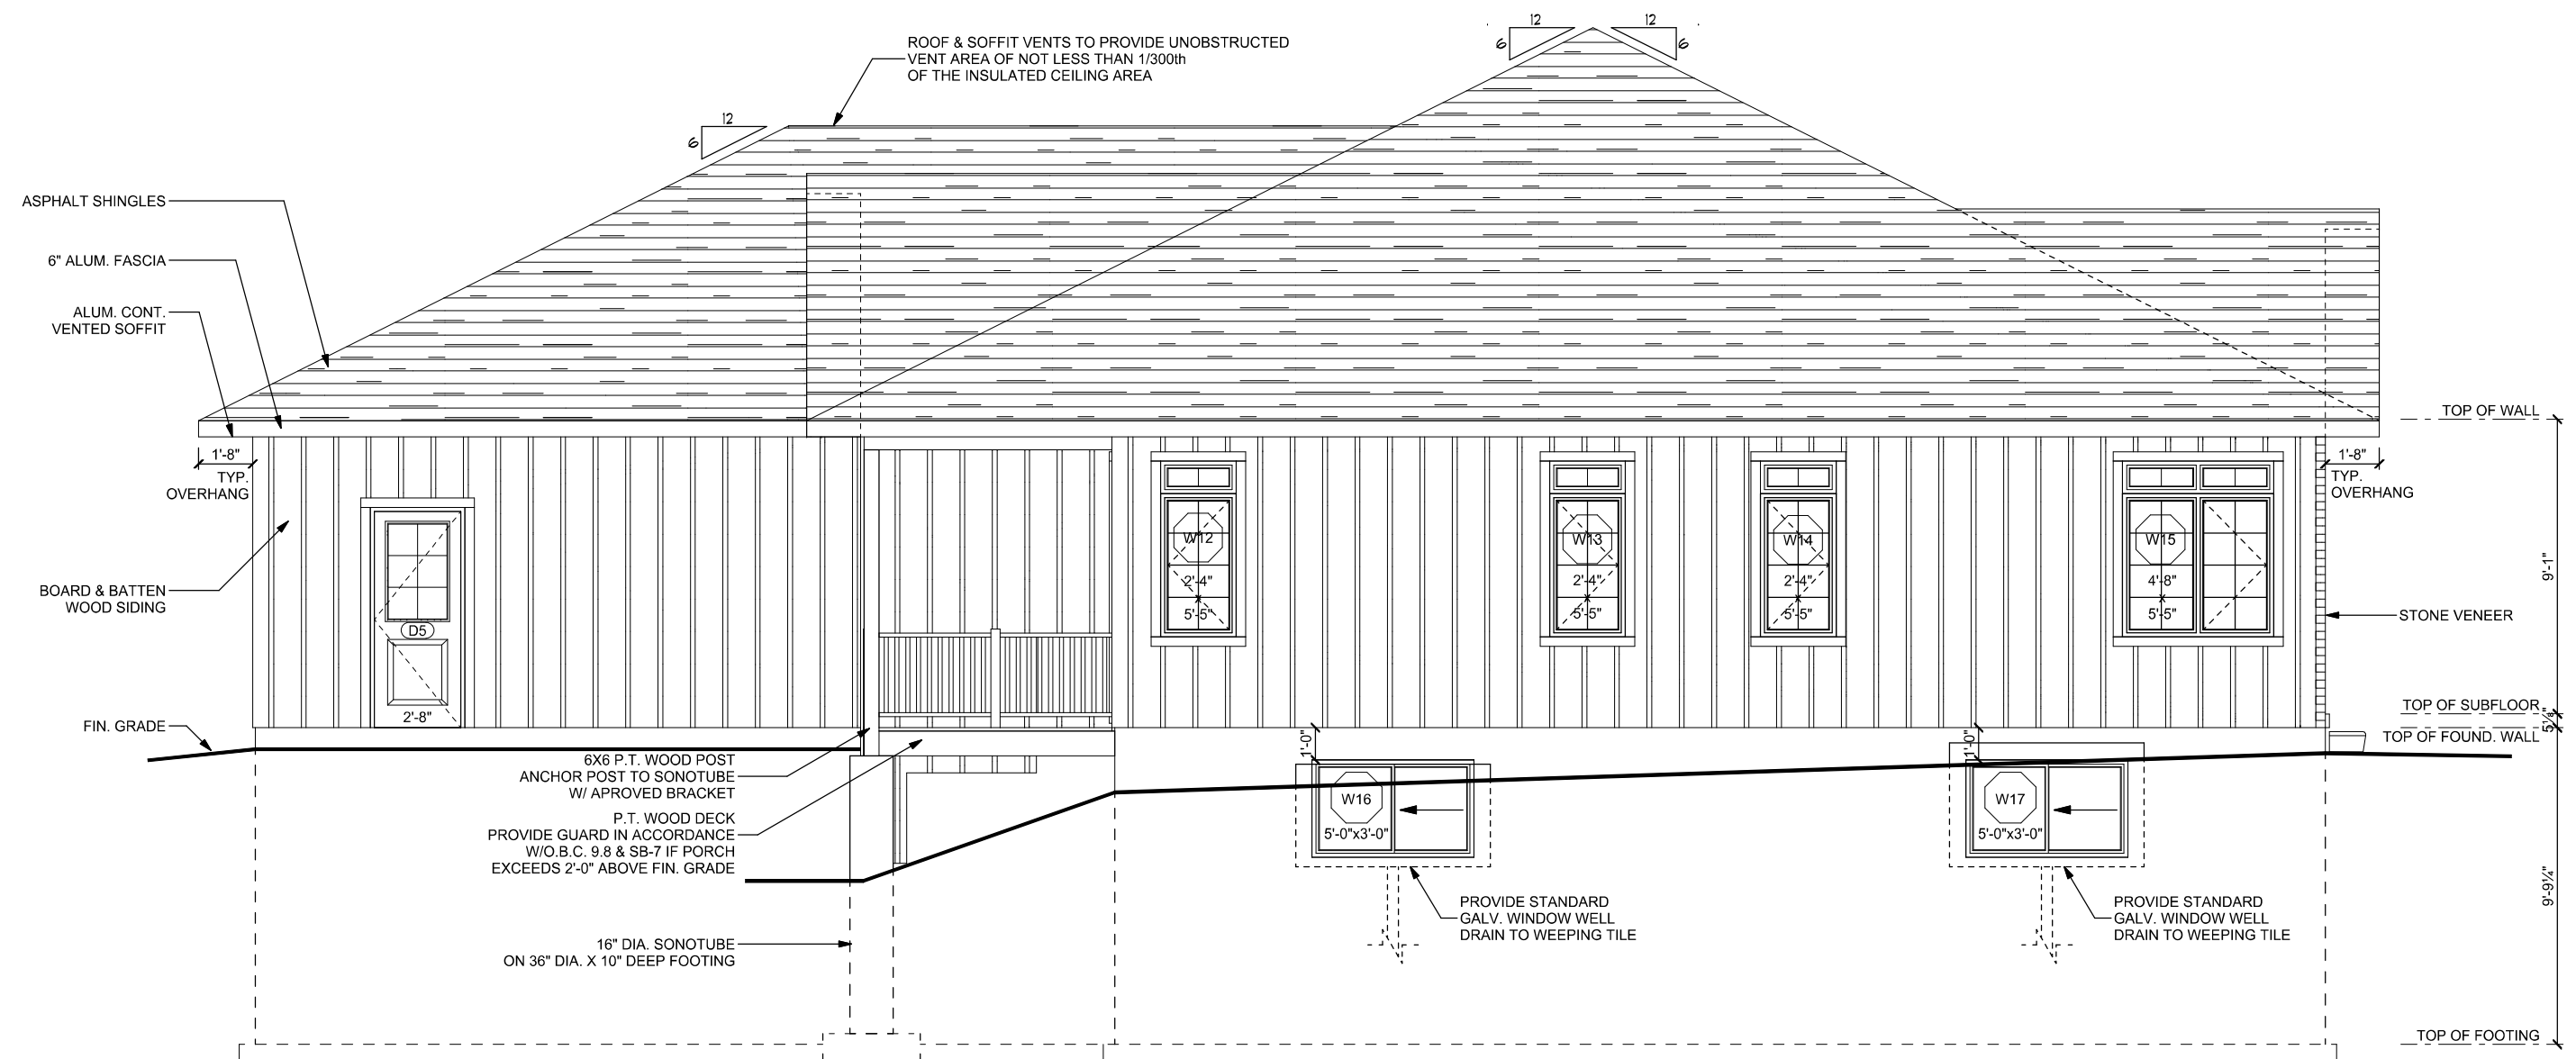 12
12
6
6
ROOF & SOFFIT VENTS TO PROVIDE UNOBSTRUCTED
VENT AREA OF NOT LESS THAN 1/300th
OF THE INSULATED CEILING AREA
12
6
ASPHALT SHINGLES
6" ALUM. FASCIA
ALUM. CONT.
VENTED SOFFIT
TOP OF WALL
1'-8"
TYP.
OVERHANG
1'-8"
TYP.
OVERHANG
W12
2'-4"
x
5'-5"
W13
2'-4"
x
5'-5"
W14
2'-4"
x
5'-5"
W15
4'-8"
x
5'-5"
9'-1"
BOARD & BATTEN
WOOD SIDING
D5
2'-8"
STONE VENEER
FIN. GRADE
TOP OF SUBFLOOR
5⅛"
TOP OF FOUND. WALL
1'-0"
1'-0"
6X6 P.T. WOOD POST
ANCHOR POST TO SONOTUBE
W/ APROVED BRACKET
P.T. WOOD DECK
PROVIDE GUARD IN ACCORDANCE
W/O.B.C. 9.8 & SB-7 IF PORCH
EXCEEDS 2'-0" ABOVE FIN. GRADE
W16
5'-0"x3'-0"
W17
5'-0"x3'-0"
9'-9¼"
PROVIDE STANDARD
GALV. WINDOW WELL
DRAIN TO WEEPING TILE
PROVIDE STANDARD
GALV. WINDOW WELL
DRAIN TO WEEPING TILE
16" DIA. SONOTUBE
ON 36" DIA. X 10" DEEP FOOTING
TOP OF FOOTING